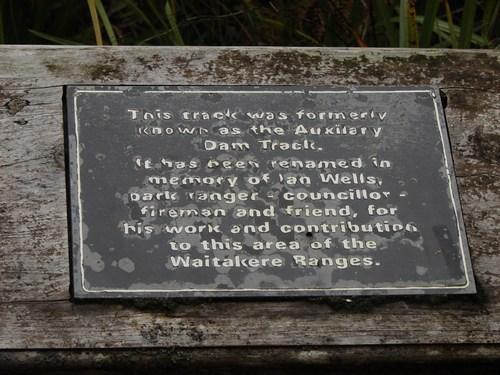 This track was formerly
known as the Auxilary
Dam Track.
It has been renamed in
memory of Ian Wells,
park ranger - councillor -
fireman and friend, for
his work and contribution
to this area of the
Waitakere Ranges.